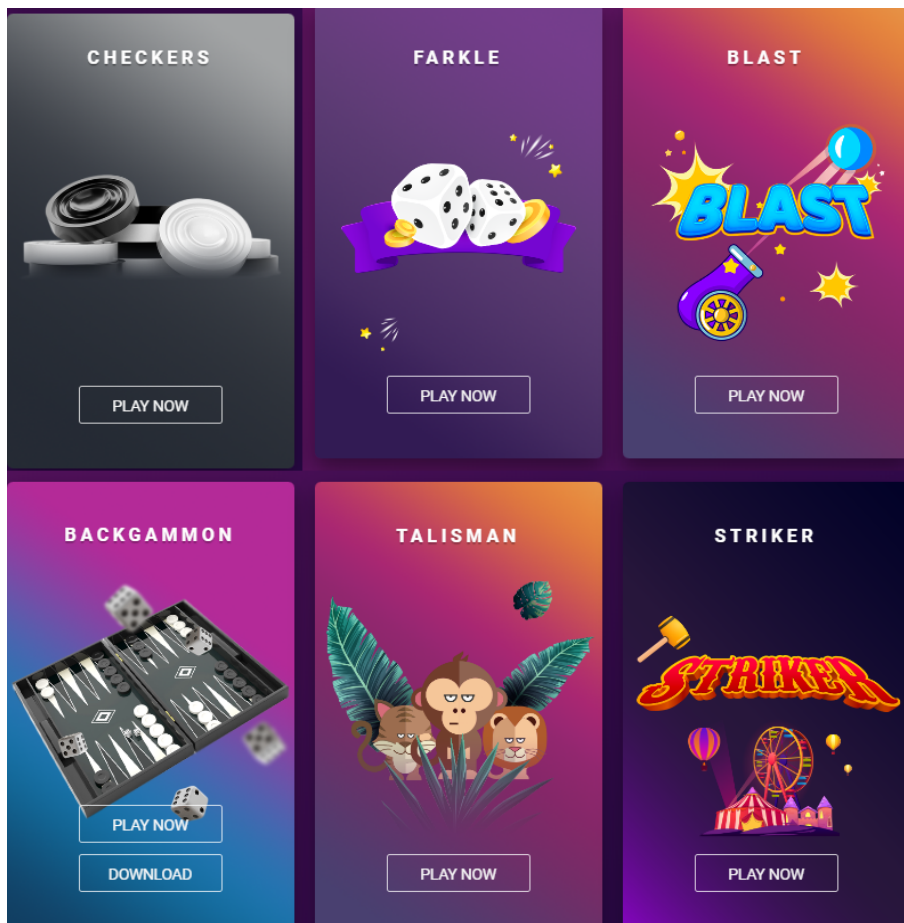 CHECKERS
PLAY NOW
FARKLE
PLAY NOW
BLAST
BLAST
PLAY NOW
BACKGAMMON
PLAY NOW
DOWNLOAD
TALISMAN
PLAY NOW
STRIKER
STRIKER
PLAY NOW